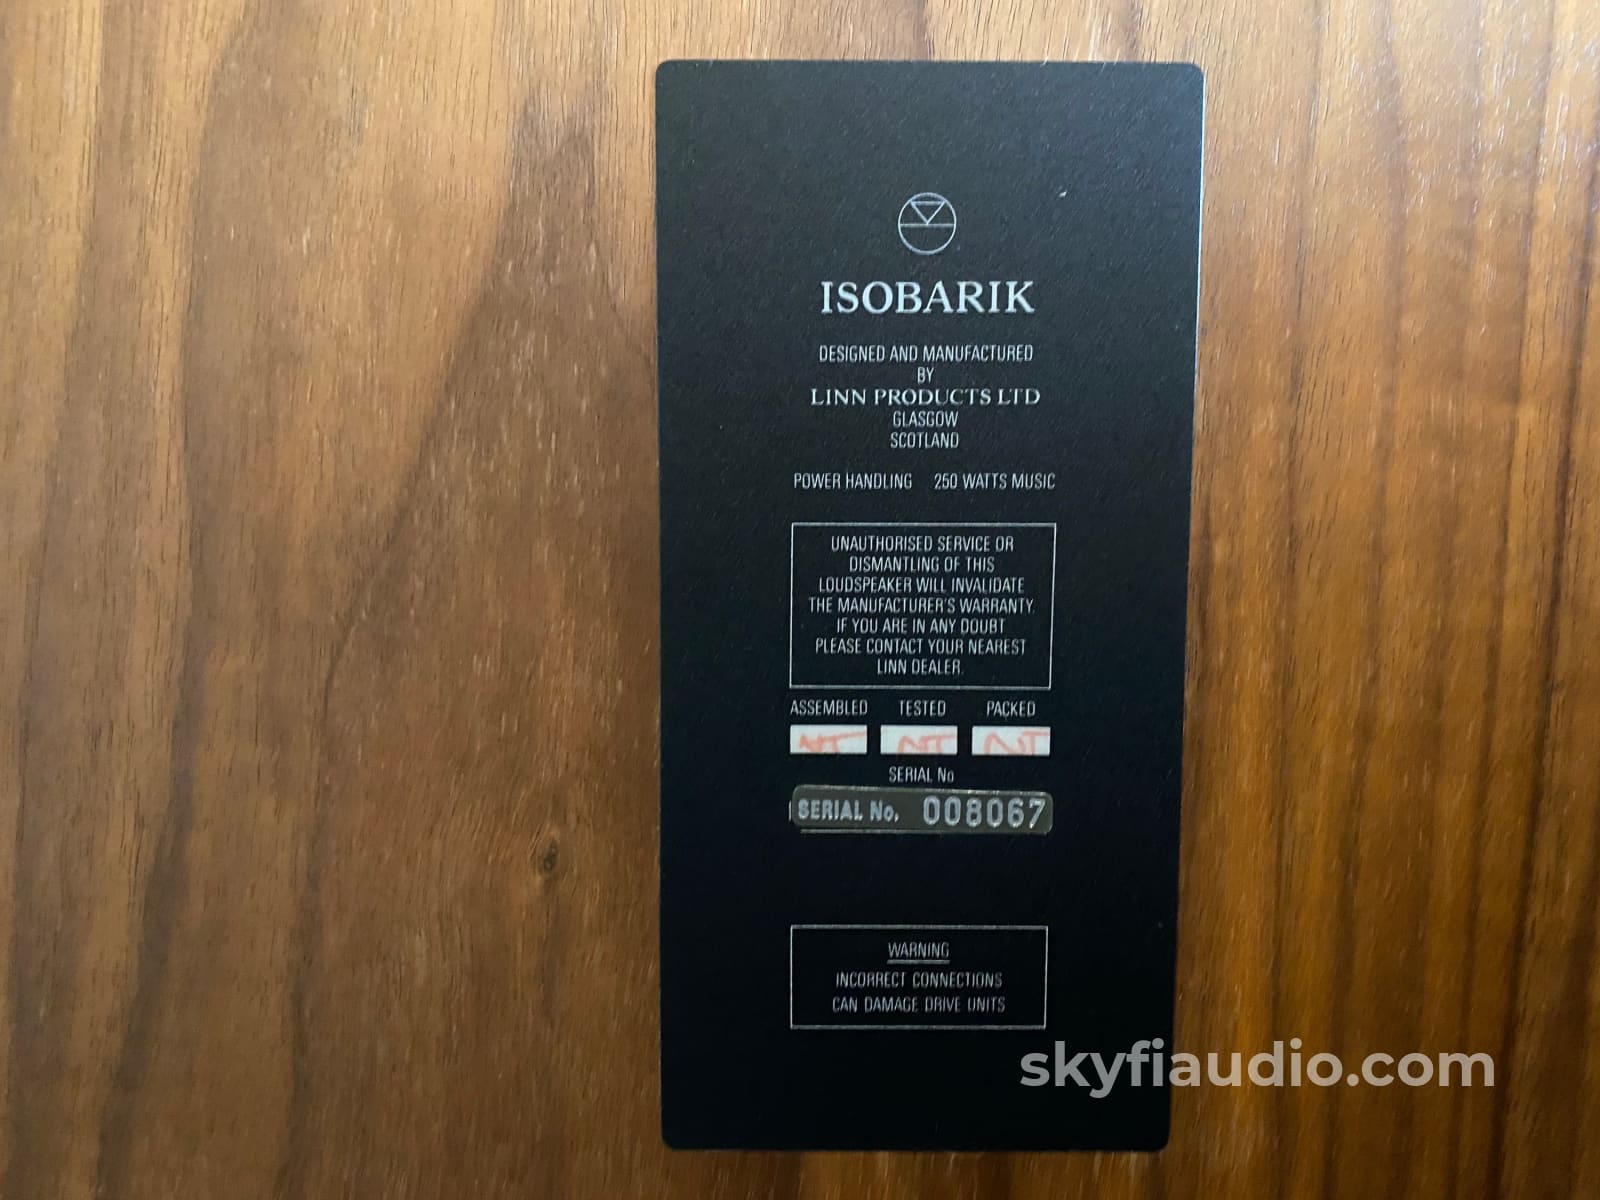 ISOBARIK
DESIGNED AND MANUFACTURED
BY
LINN PRODUCTS LTD
GLASGOW
SCOTLAND
POWER HANDLING 250 WATTS MUSIC
UNAUTHORISED SERVICE OR
DISMANTLING OF THIS
LOUDSPEAKER WILL INVALIDATE
THE MANUFACTURER'S WARRANTY.
IF YOU ARE IN ANY DOUBT
PLEASE CONTACT YOUR NEAREST
LINN DEALER.
ASSEMBLED TESTED PACKED
SERIAL No
SERIAL No. 008067
WARNING
INCORRECT CONNECTIONS
CAN DAMAGE DRIVE UNITS
skyfiaudio.com